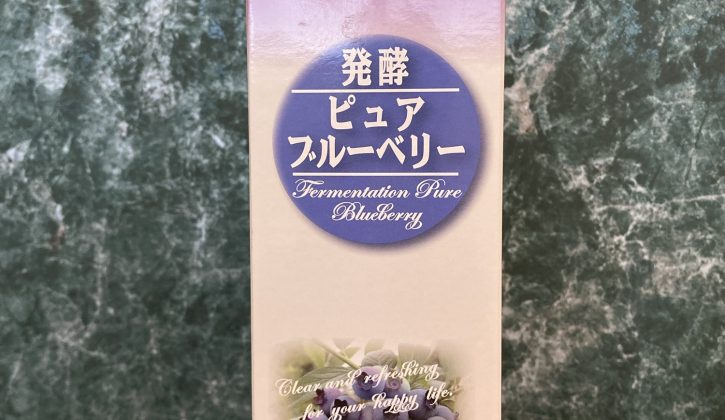 発酵
ピュア
ブルーベリー
Fermentation Pure
Blueberry
Clear and refreshing
for your happy life.